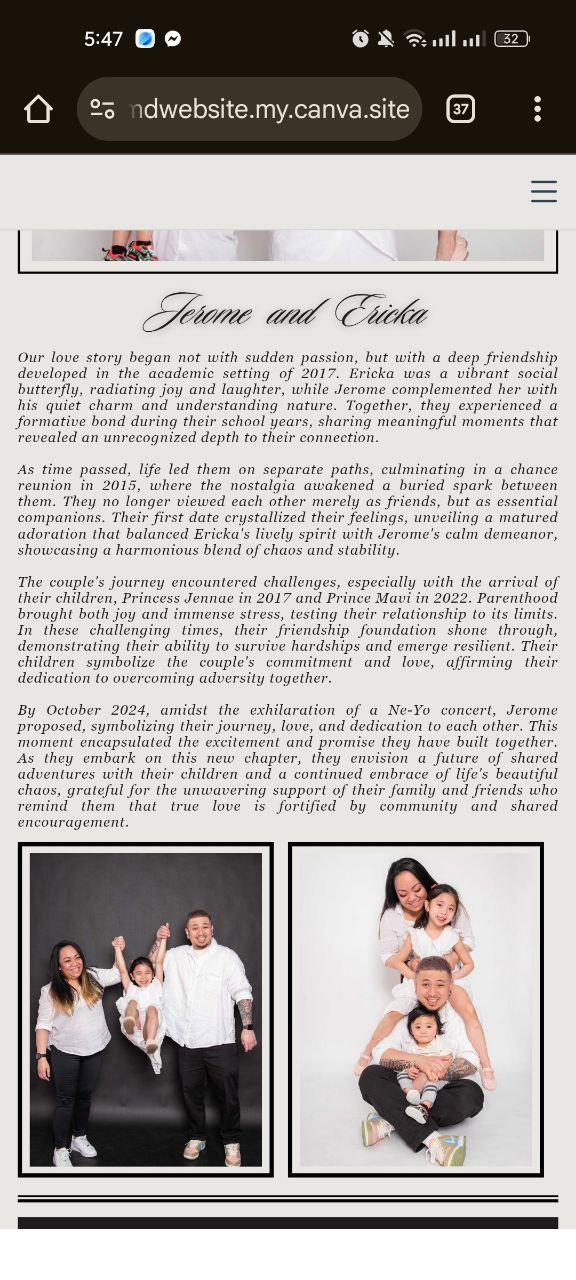 5:47
32
ndwebsite.my.canva.site
37
Jerome and Ericka
Our love story began not with sudden passion, but with a deep friendship
developed in the academic setting of 2017. Ericka was a vibrant social
butterfly, radiating joy and laughter, while Jerome complemented her with
his quiet charm and understanding nature. Together, they experienced a
formative bond during their school years, sharing meaningful moments that
revealed an unrecognized depth to their connection.
As time passed, life led them on separate paths, culminating in a chance
reunion in 2015, where the nostalgia awakened a buried spark between
them. They no longer viewed each other merely as friends, but as essential
companions. Their first date crystallized their feelings, unveiling a matured
adoration that balanced Ericka's lively spirit with Jerome's calm demeanor,
showcasing a harmonious blend of chaos and stability.
The couple's journey encountered challenges, especially with the arrival of
their children, Princess Jennae in 2017 and Prince Mavi in 2022. Parenthood
brought both joy and immense stress, testing their relationship to its limits.
In these challenging times, their friendship foundation shone through,
demonstrating their ability to survive hardships and emerge resilient. Their
children symbolize the couple's commitment and love, affirming their
dedication to overcoming adversity together.
By October 2024, amidst the exhilaration of a Ne-Yo concert, Jerome
proposed, symbolizing their journey, love, and dedication to each other. This
moment encapsulated the excitement and promise they have built together.
As they embark on this new chapter, they envision a future of shared
adventures with their children and a continued embrace of life's beautiful
chaos, grateful for the unwavering support of their family and friends who
remind them that true love is fortified by community and shared
encouragement.